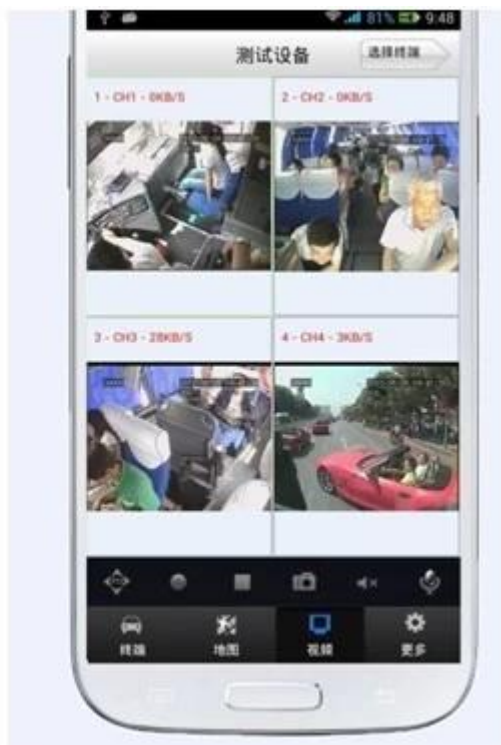 81% 9:48
测试设备 选择终端
1 - CH1 - 0KB/S 2 - CH2 - 0KB/S
3 - CH3 - 28KB/S 4 - CH4 - 3KB/S
终端 地图 视频 更多